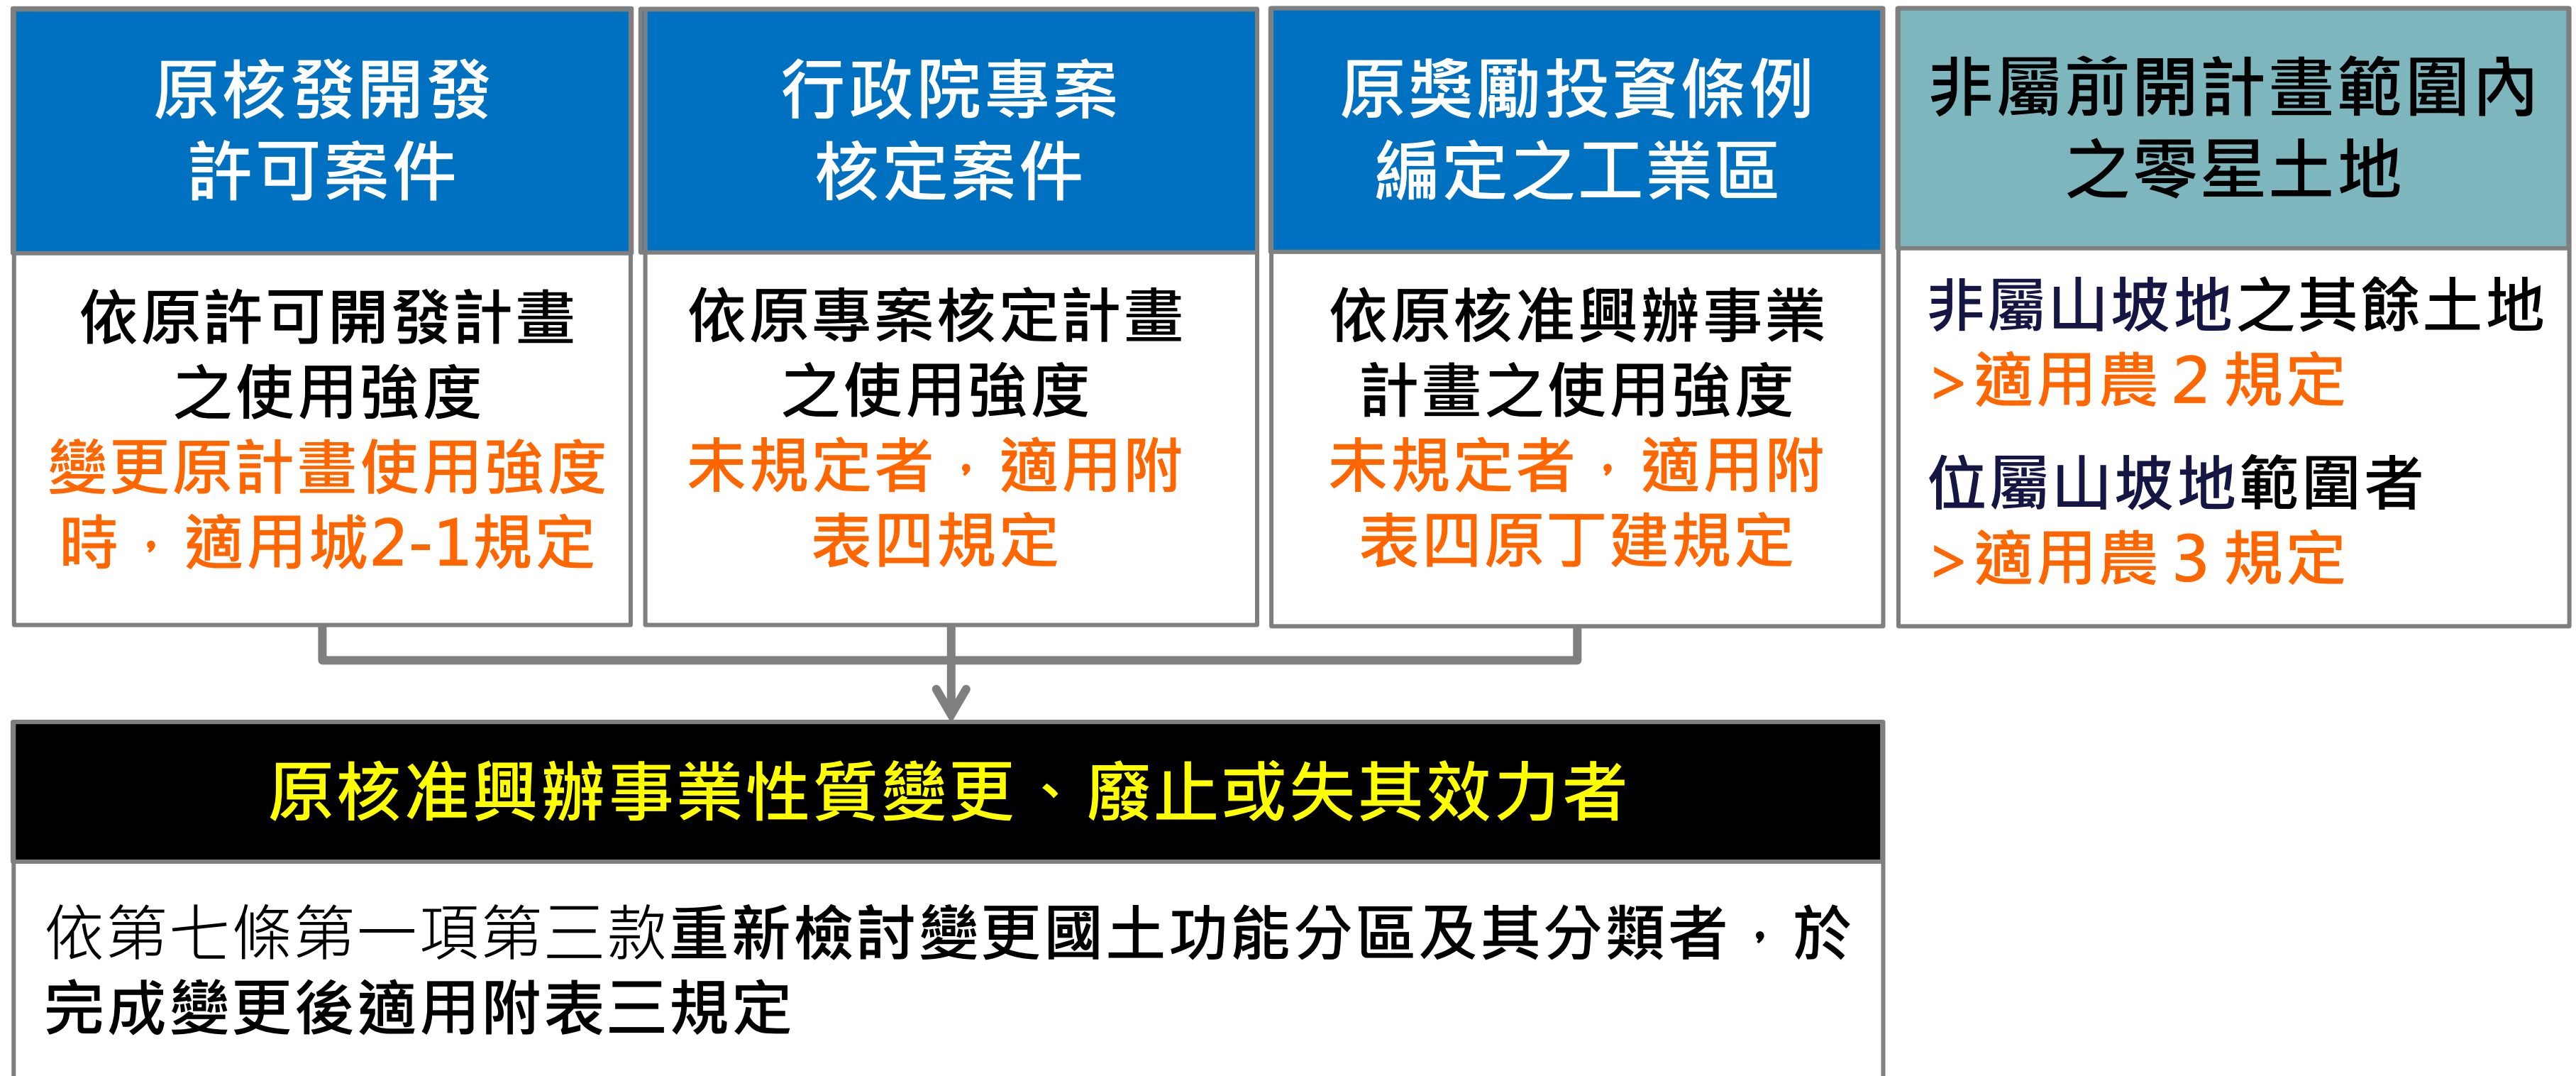 原核發開發
許可案件
依原許可開發計畫
之使用強度
變更原計畫使用強度
時，適用城2-1規定
行政院專案
核定案件
依原專案核定計畫
之使用強度
未規定者，適用附
表四規定
原獎勵投資條例
編定之工業區
依原核准興辦事業
計畫之使用強度
未規定者，適用附
表四原丁建規定
非屬前開計畫範圍內
之零星土地
非屬山坡地之其餘土地
>適用農2規定
位屬山坡地範圍者
>適用農3規定
原核准興辦事業性質變更、廢止或失其效力者
依第七條第一項第三款重新檢討變更國土功能分區及其分類者，於
完成變更後適用附表三規定